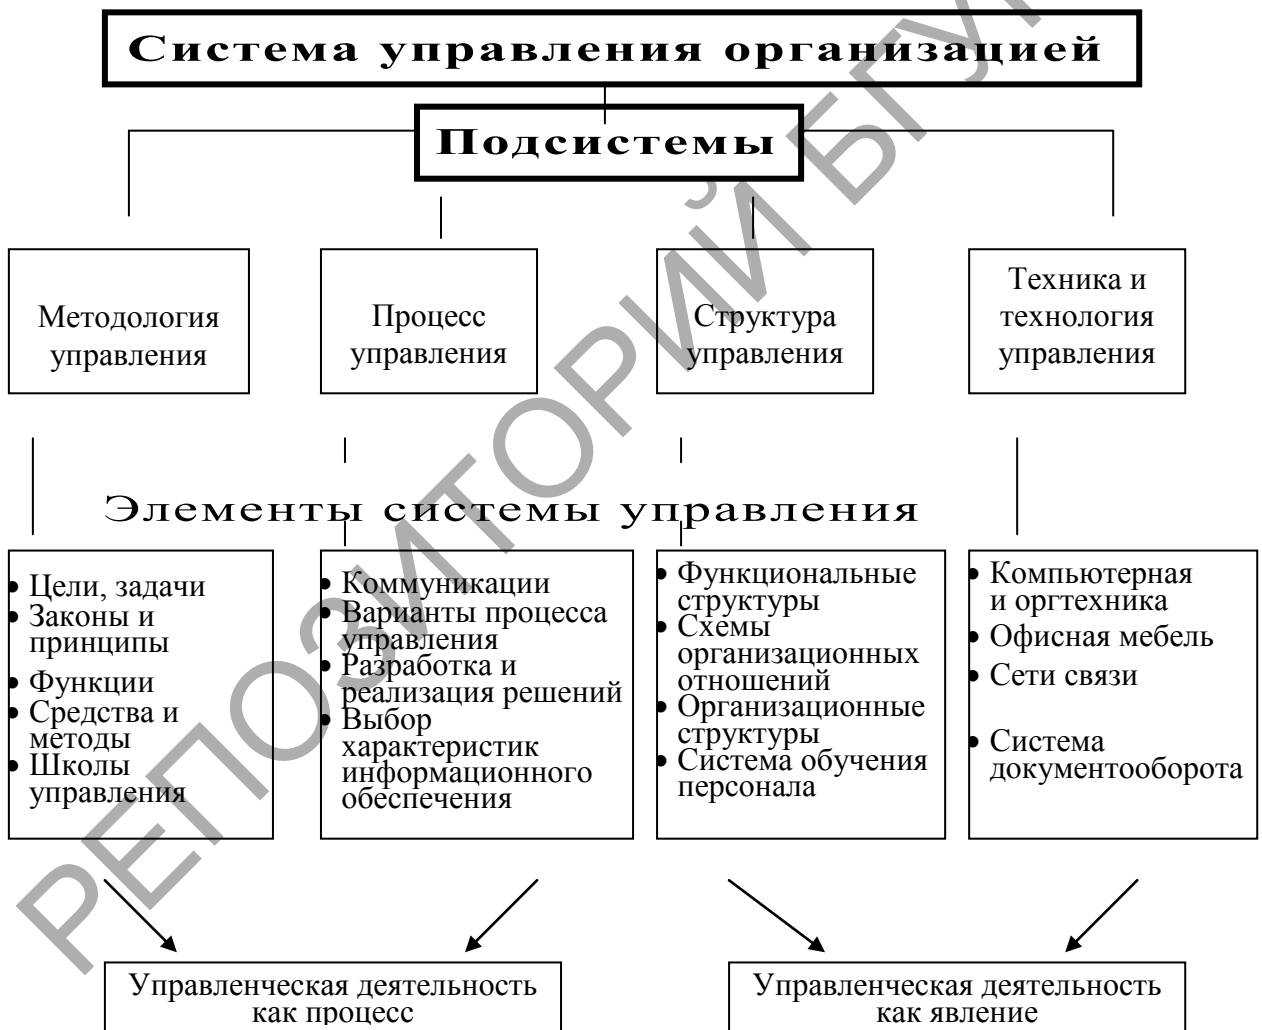 Система управления организацией
Подсистемы
Методология
управления
Процесс
управления
Структура
управления
Техника и
технология
управления
Элементы системы управления
• Цели, задачи
• Законы и
принципы
• Функции
• Средства и
методы
• Школы
управления
• Коммуникации
• Варианты процесса
управления
• Разработка и
реализация решений
• Выбор
характеристик
информационного
обеспечения
• Функциональные
структуры
• Схемы
организационных
отношений
• Организационные
структуры
• Система обучения
персонала
• Компьютерная
и оргтехника
• Офисная мебель
• Сети связи
• Система
документооборота
Управленческая деятельность
как процесс
Управленческая деятельность
как явление
РЕПОЗИТОРИЙ